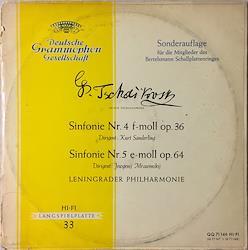 Deutsche
Grammophon
Gesellschaft
Sonderauflage
für die Mitglieder des
Bertelsmann Schallplattenringes
P. Tschaikowsky
Sinfonie Nr. 4 f-moll op. 36
Dirigent: Kurt Sanderling
Sinfonie Nr. 5 e-moll op. 64
Dirigent: Jewgenij Mrawinskij
LENINGRADER PHILHARMONIE
HI-FI
LANGSPIELPLATTE
33